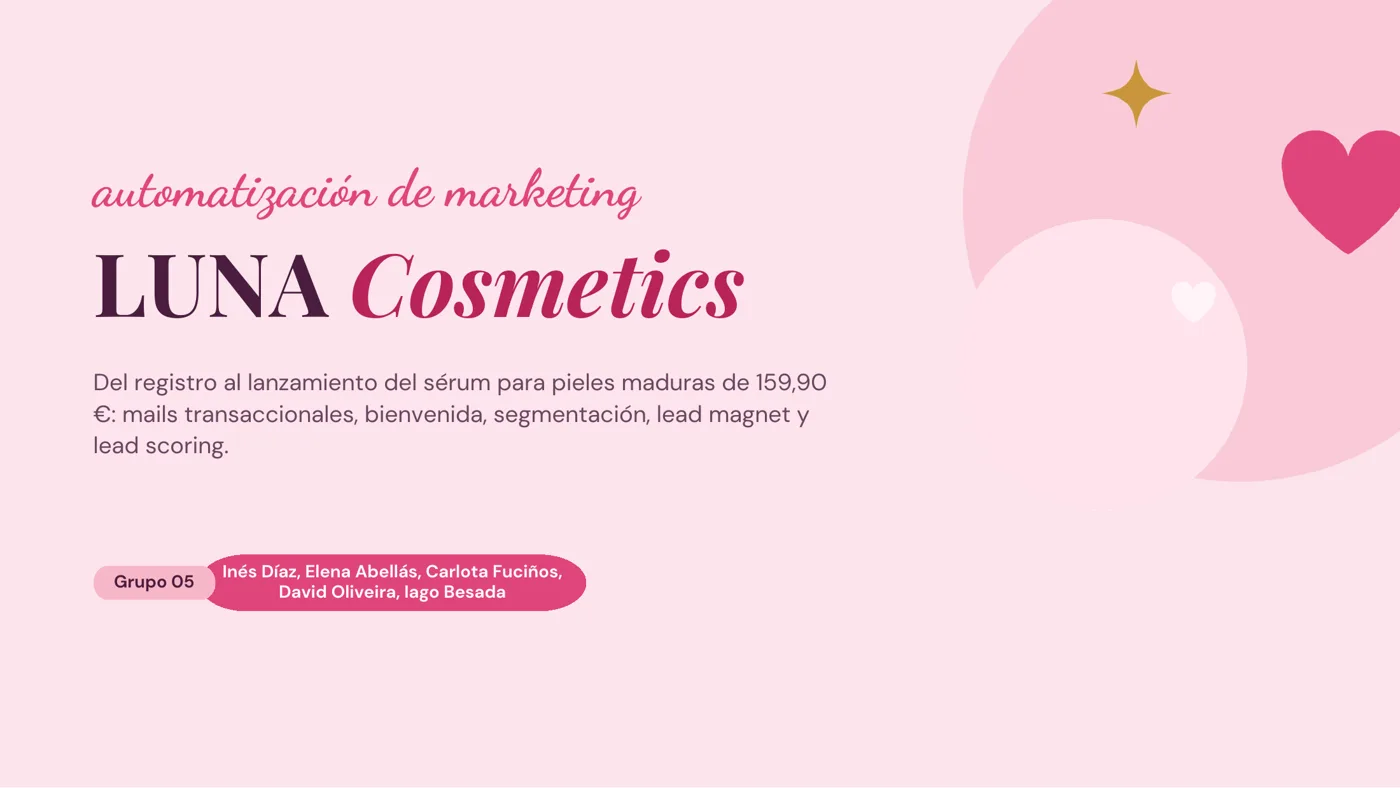 automatización de marketing
LUNA Cosmetics
Del registro al lanzamiento del sérum para pieles maduras de 159,90
€: mails transaccionales, bienvenida, segmentación, lead magnet y
lead scoring.
Grupo 05
Inés Díaz, Elena Abellás, Carlota Fuciños,
David Oliveira, Iago Besada